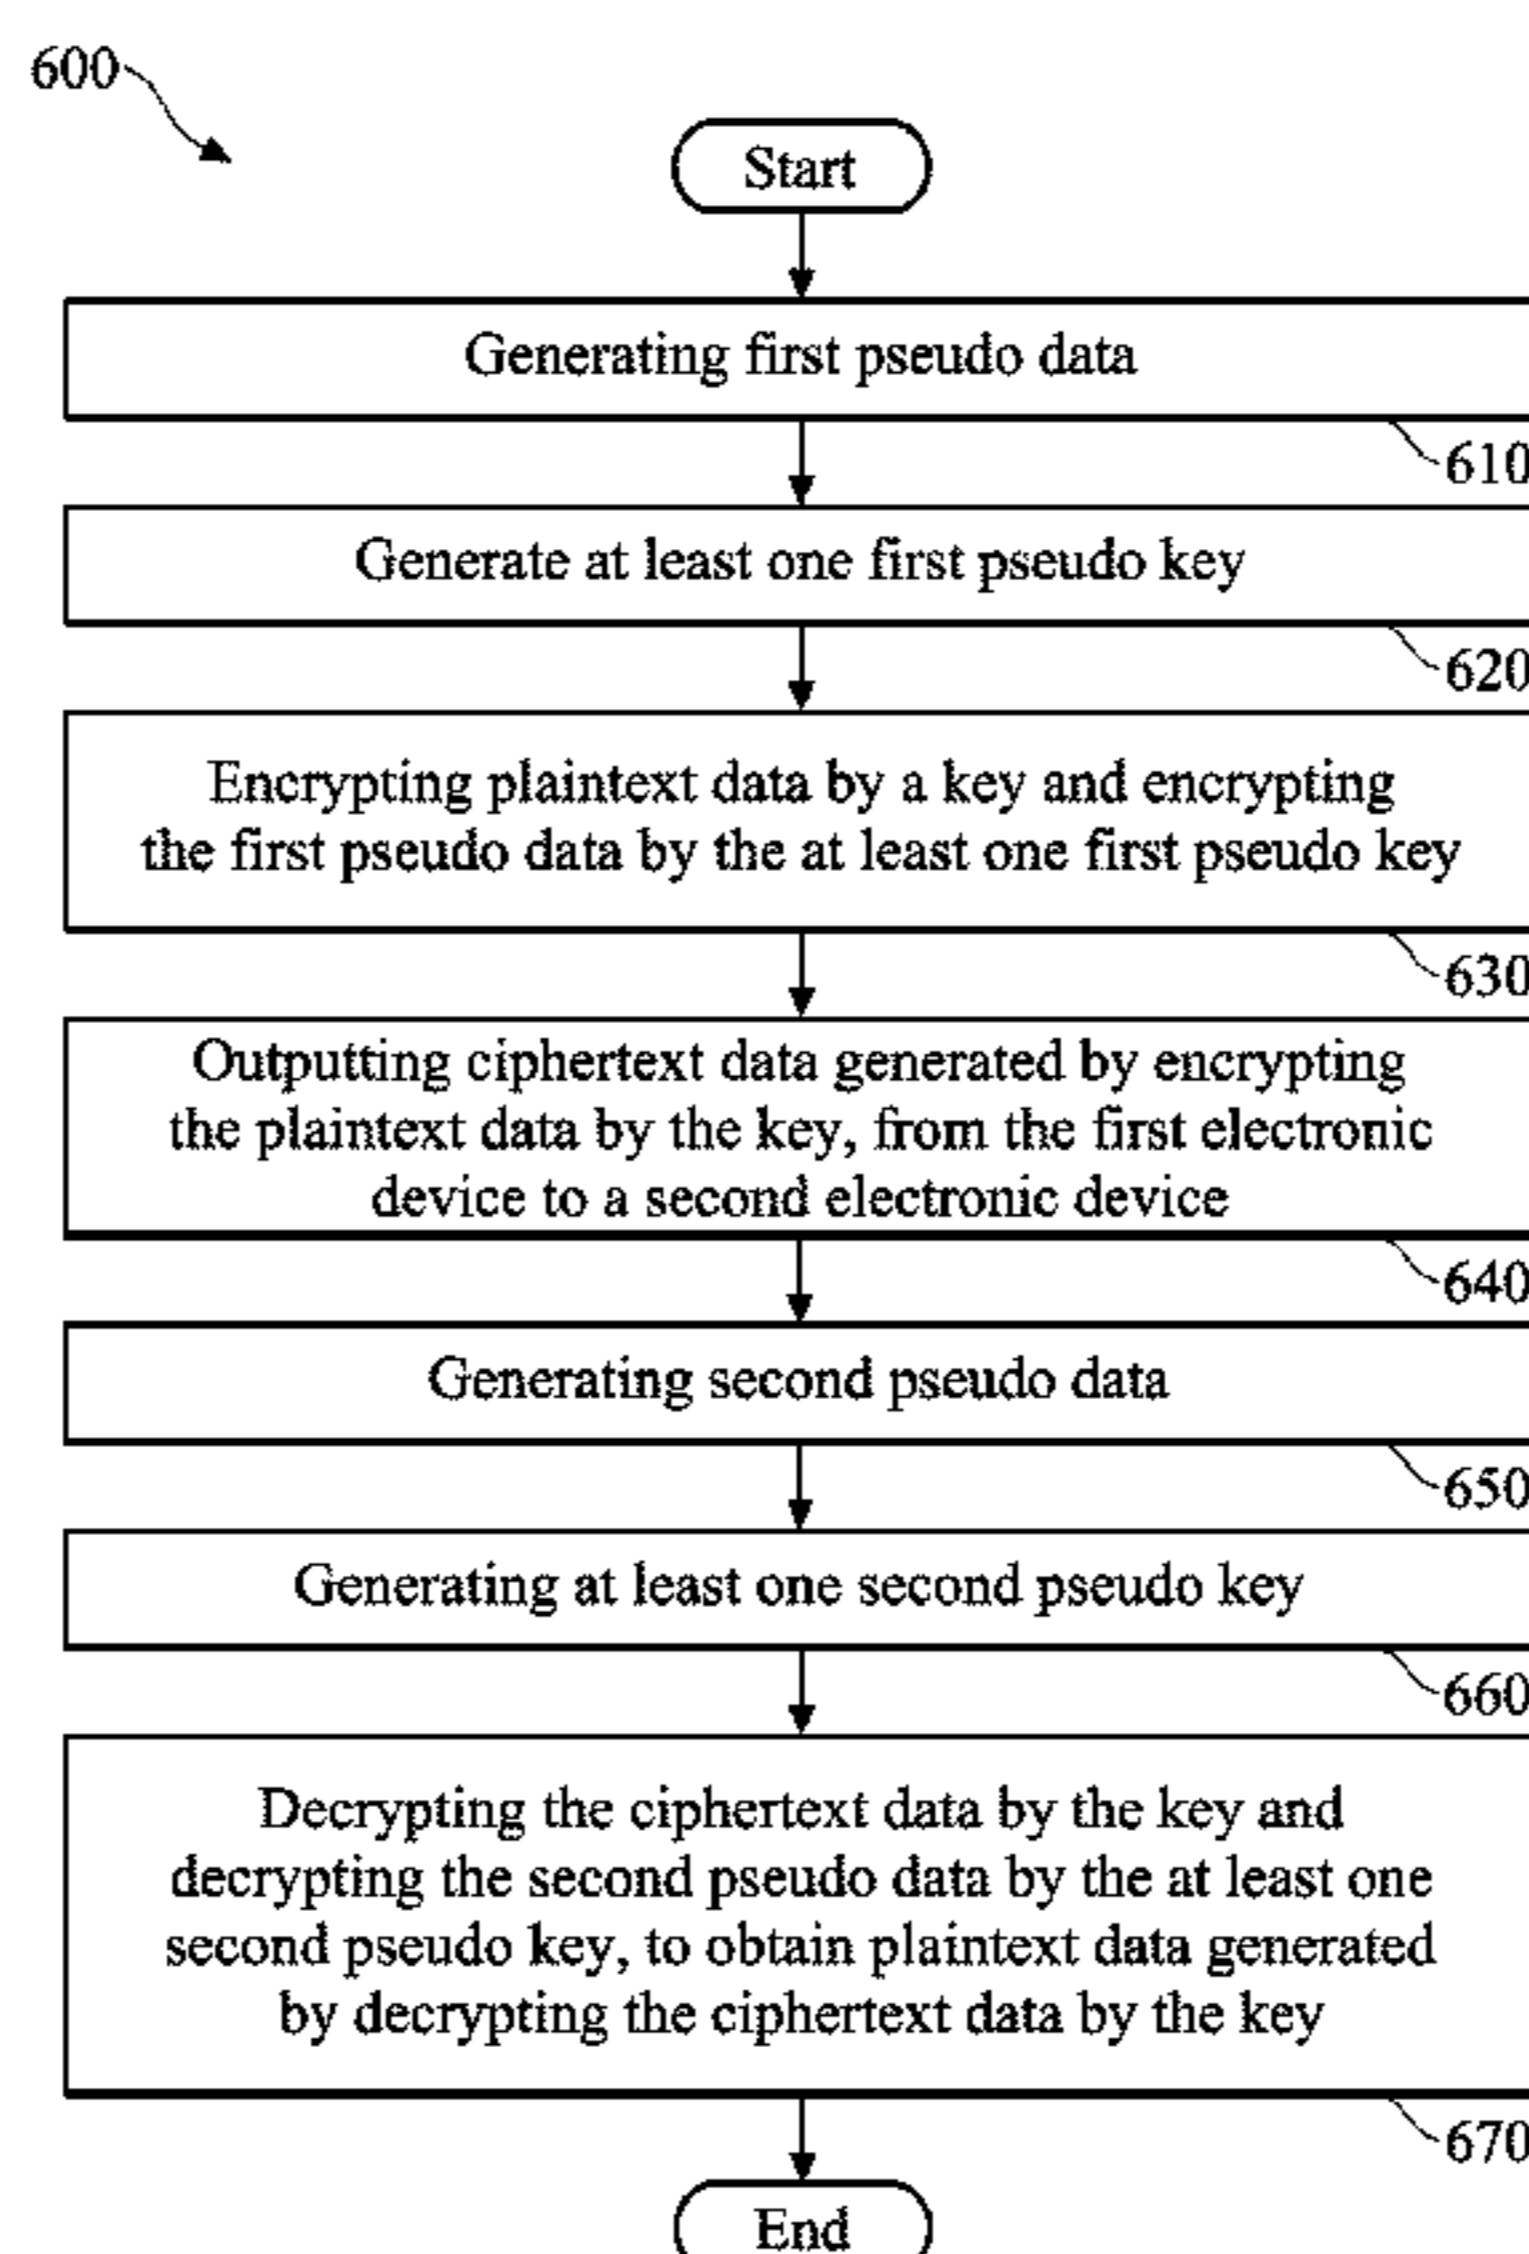 600
Start
Generating first pseudo data
610
Generate at least one first pseudo key
620
Encrypting plaintext data by a key and encrypting
the first pseudo data by the at least one first pseudo key
630
Outputting ciphertext data generated by encrypting
the plaintext data by the key, from the first electronic
device to a second electronic device
640
Generating second pseudo data
650
Generating at least one second pseudo key
660
Decrypting the ciphertext data by the key and
decrypting the second pseudo data by the at least one
second pseudo key, to obtain plaintext data generated
by decrypting the ciphertext data by the key
670
End